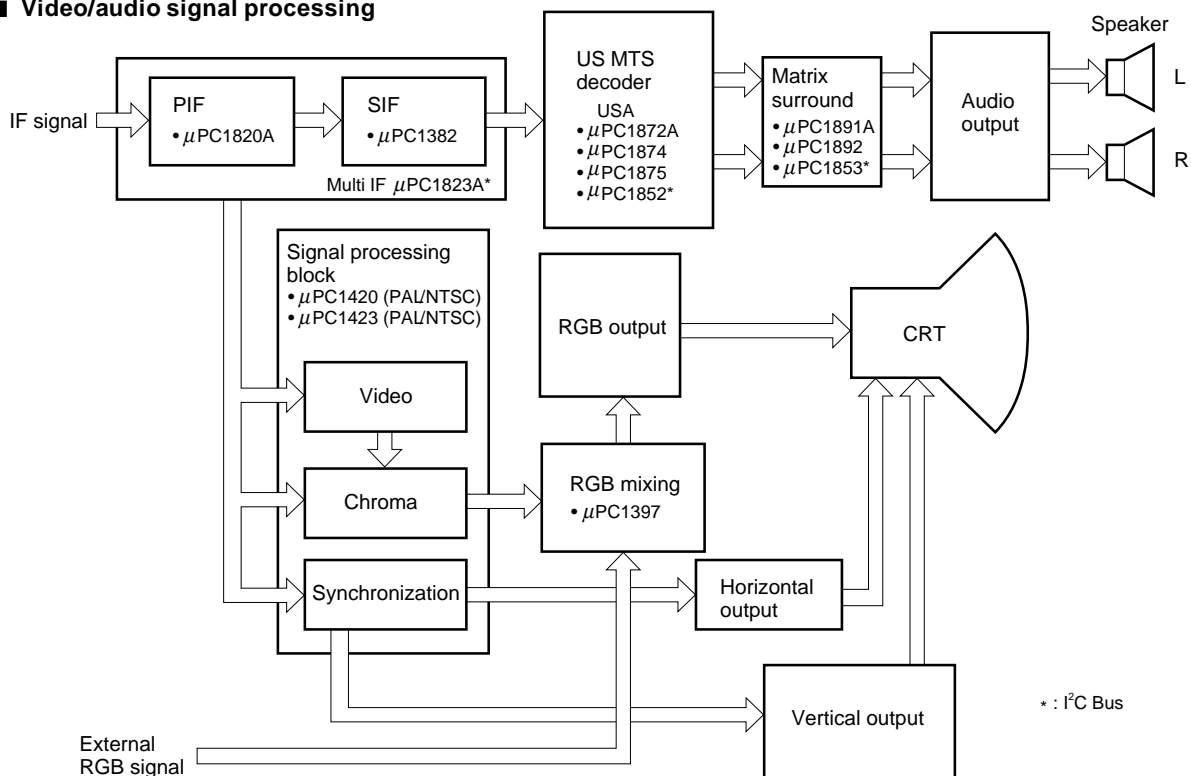 ■ Video/audio signal processing
IF signal
PIF
• μPC1820A
SIF
• μPC1382
Multi IF μPC1823A*
US MTS
decoder
USA
• μPC1872A
• μPC1874
• μPC1875
• μPC1852*
Matrix
surround
• μPC1891A
• μPC1892
• μPC1853*
Audio
output
Speaker
L
R
Signal processing
block
• μPC1420 (PAL/NTSC)
• μPC1423 (PAL/NTSC)
Video
Chroma
Synchronization
RGB output
RGB mixing
• μPC1397
CRT
Horizontal
output
Vertical output
* : I²C Bus
External
RGB signal